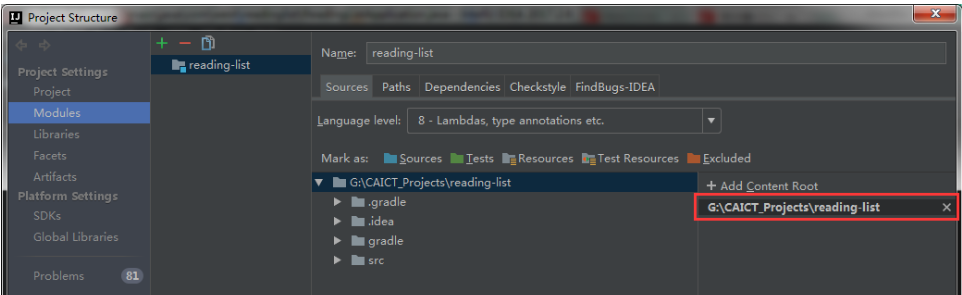 Project Structure
Project Settings
Project
Modules
Libraries
Facets
Artifacts
Platform Settings
SDKs
Global Libraries
Problems 81
reading-list
Name: reading-list
Sources Paths Dependencies Checkstyle FindBugs-IDEA
Language level: 8 - Lambdas, type annotations etc.
Mark as: Sources Tests Resources Test Resources Excluded
G:\CAICT_Projects\reading-list
.gradle
.idea
gradle
src
+ Add Content Root
G:\CAICT_Projects\reading-list